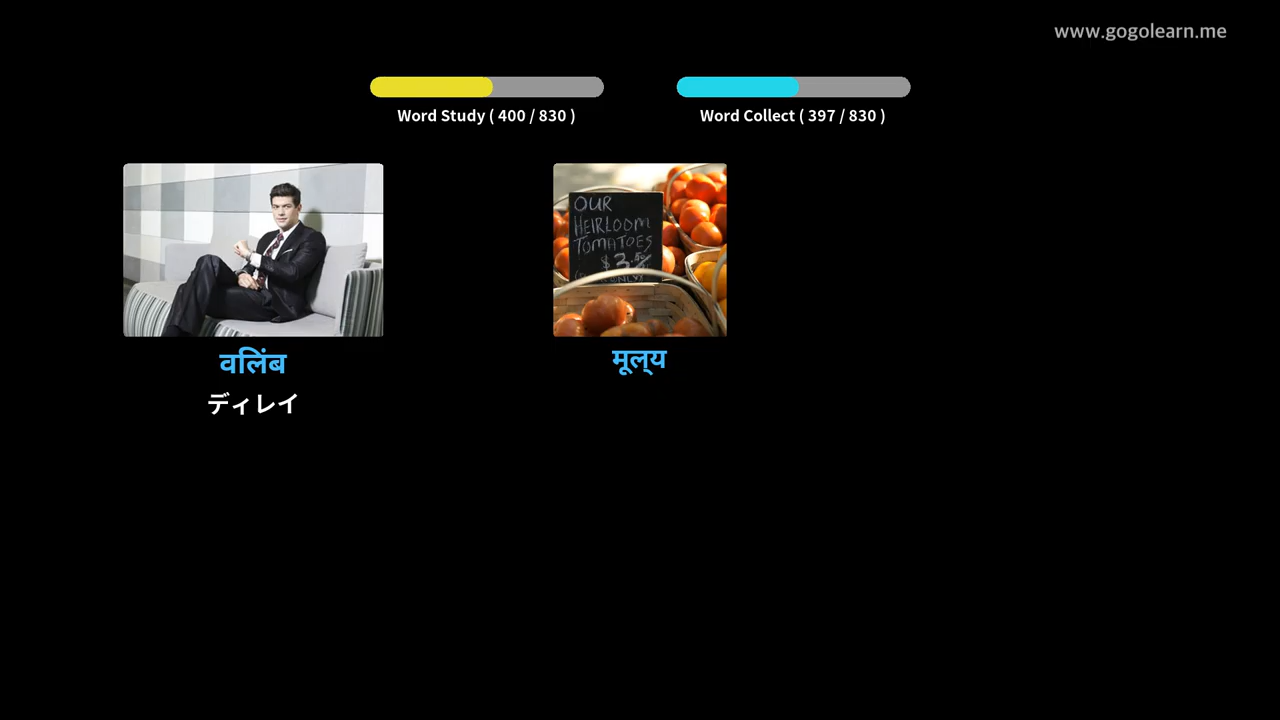 www.gogolearn.me
Word Study ( 400 / 830 )
Word Collect ( 397 / 830 )
OUR
HEIRLOOM
TOMATOES
$3.
वलिंब
मूल्य
ディレイ